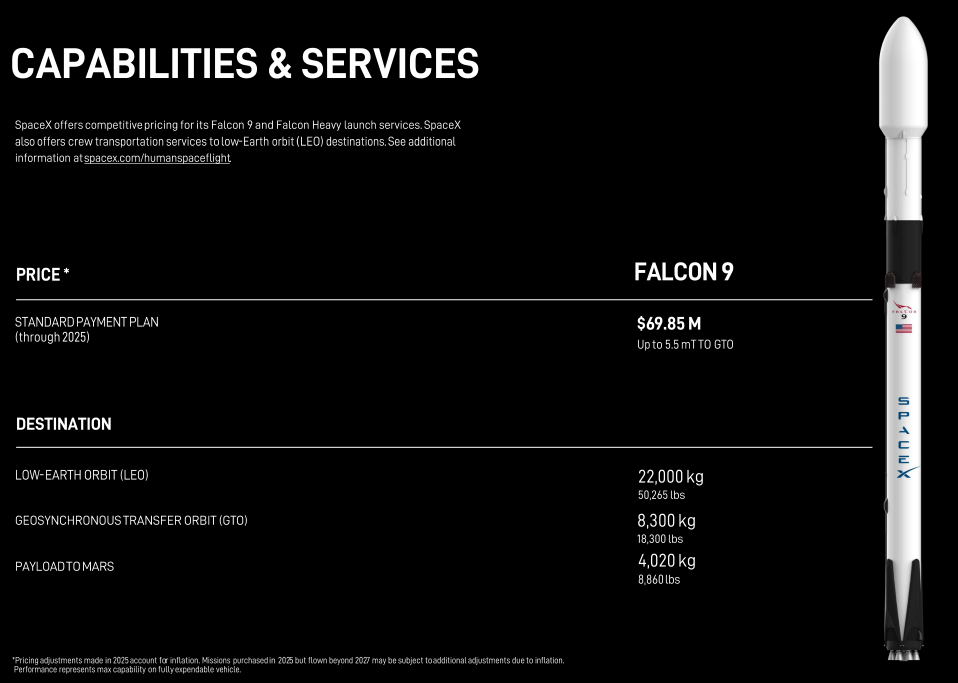 CAPABILITIES & SERVICES
SpaceX offers competitive pricing for its Falcon 9 and Falcon Heavy launch services. SpaceX
also offers crew transportation services to low-Earth orbit (LEO) destinations. See additional
information at spacex.com/humanspaceflight.
PRICE *
FALCON 9
STANDARD PAYMENT PLAN
(through 2025)
$69.85 M
Up to 5.5 mT TO GTO
DESTINATION
LOW-EARTH ORBIT (LEO)
22,000 kg
50,265 lbs
GEOSYNCHRONOUS TRANSFER ORBIT (GTO)
8,300 kg
18,300 lbs
PAYLOAD TO MARS
4,020 kg
8,860 lbs
*Pricing adjustments made in 2025 account for inflation. Missions purchased in 2025 but flown beyond 2027 may be subject to additional adjustments due to inflation.
Performance represents max capability on fully expendable vehicle.
FALCON
9
SPACEX